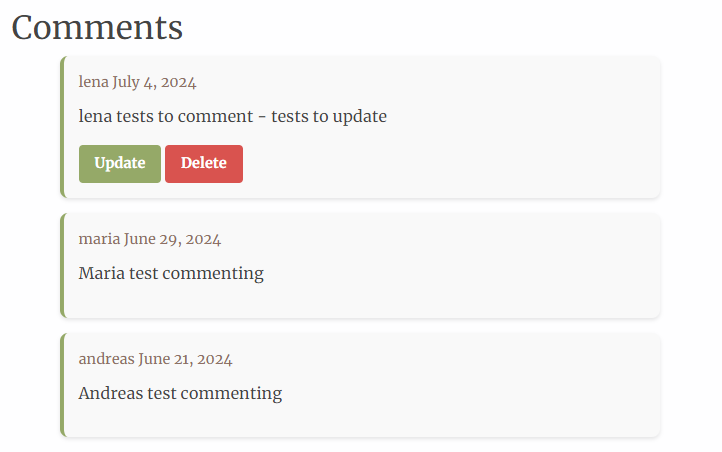 Comments
lena July 4, 2024
lena tests to comment - tests to update
Update Delete
maria June 29, 2024
Maria test commenting
andreas June 21, 2024
Andreas test commenting